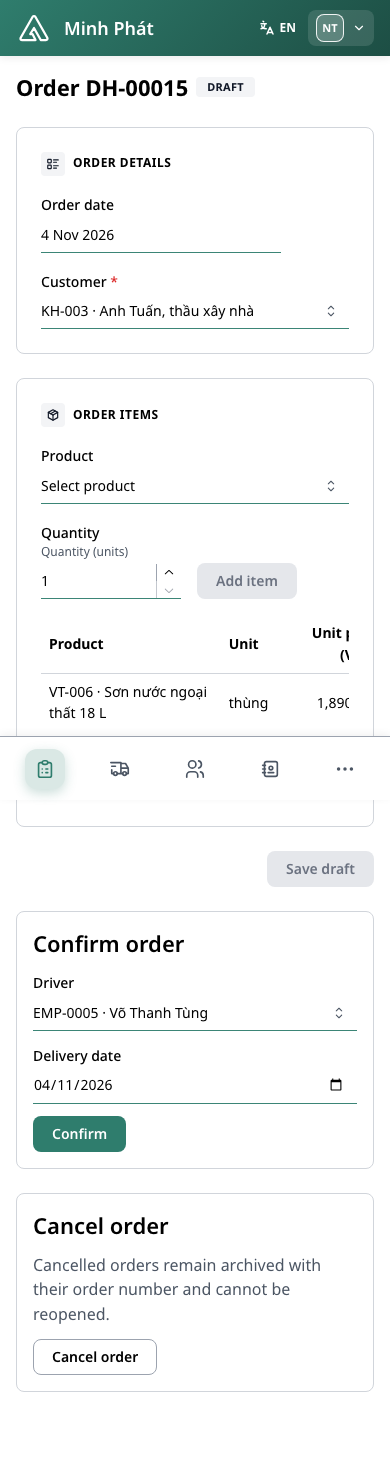 Minh Phát
EN
NT
Order DH-00015
DRAFT
ORDER DETAILS
Order date
4 Nov 2026
Customer *
KH-003 · Anh Tuấn, thầu xây nhà
ORDER ITEMS
Product
Select product
Quantity
Quantity (units)
1
Add item
Product
Unit
Unit
VT-006 · Sơn nước ngoại
thất 18 L
thùng
1,890
Save draft
Confirm order
Driver
EMP-0005 · Võ Thanh Tùng
Delivery date
04/11/2026
Confirm
Cancel order
Cancelled orders remain archived with
their order number and cannot be
reopened.
Cancel order